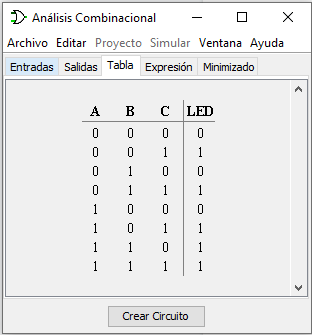 Análisis Combinacional
Archivo Editar Proyecto Simular Ventana Ayuda
Entradas Salidas Tabla Expresión Minimizado
A B C LED
0 0 0 0
0 0 1 1
0 1 0 0
0 1 1 1
1 0 0 0
1 0 1 1
1 1 0 1
1 1 1 1
Crear Circuito